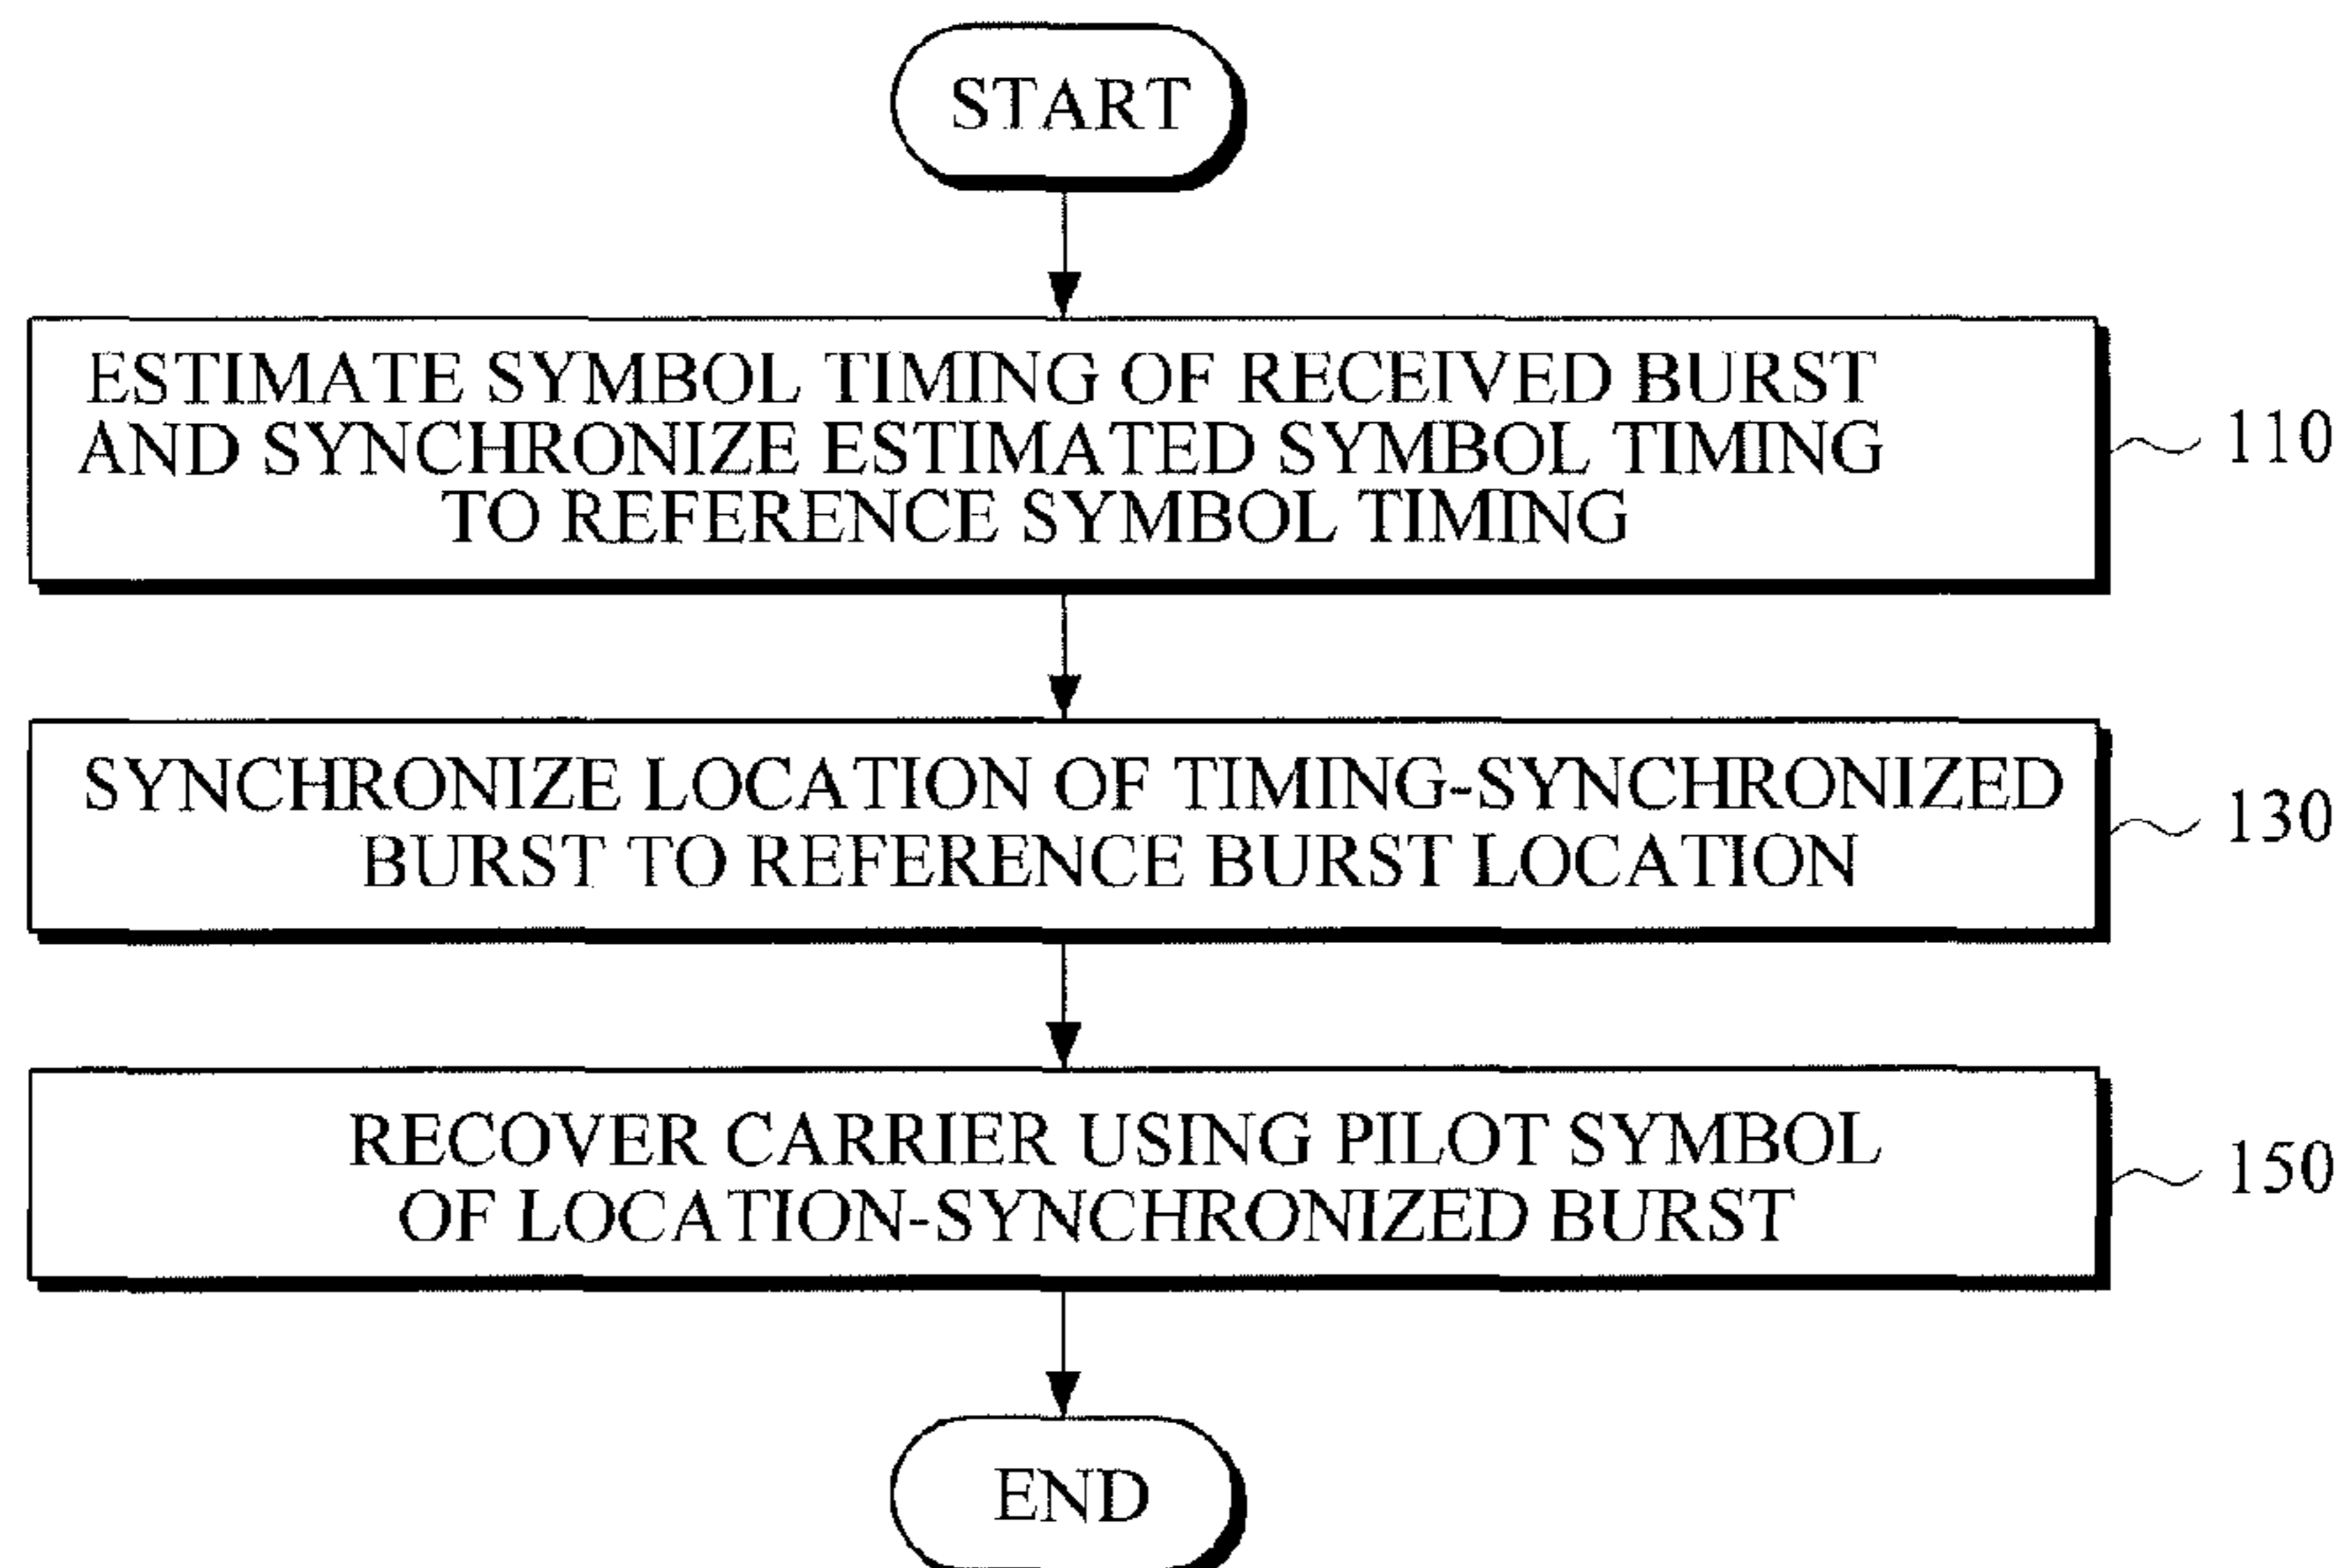 START
ESTIMATE SYMBOL TIMING OF RECEIVED BURST
AND SYNCHRONIZE ESTIMATED SYMBOL TIMING
TO REFERENCE SYMBOL TIMING
110
SYNCHRONIZE LOCATION OF TIMING-SYNCHRONIZED
BURST TO REFERENCE BURST LOCATION
130
RECOVER CARRIER USING PILOT SYMBOL
OF LOCATION-SYNCHRONIZED BURST
150
END